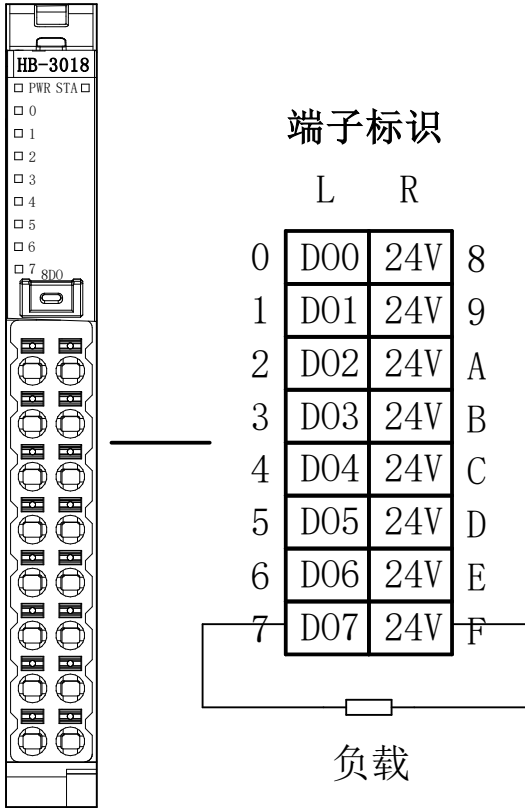 HB-3018
PWR STA
0
1
2
3
4
5
6
7 8DO
端子标识
L R
0 DO0 24V 8
1 DO1 24V 9
2 DO2 24V A
3 DO3 24V B
4 DO4 24V C
5 DO5 24V D
6 DO6 24V E
7 DO7 24V F
负载